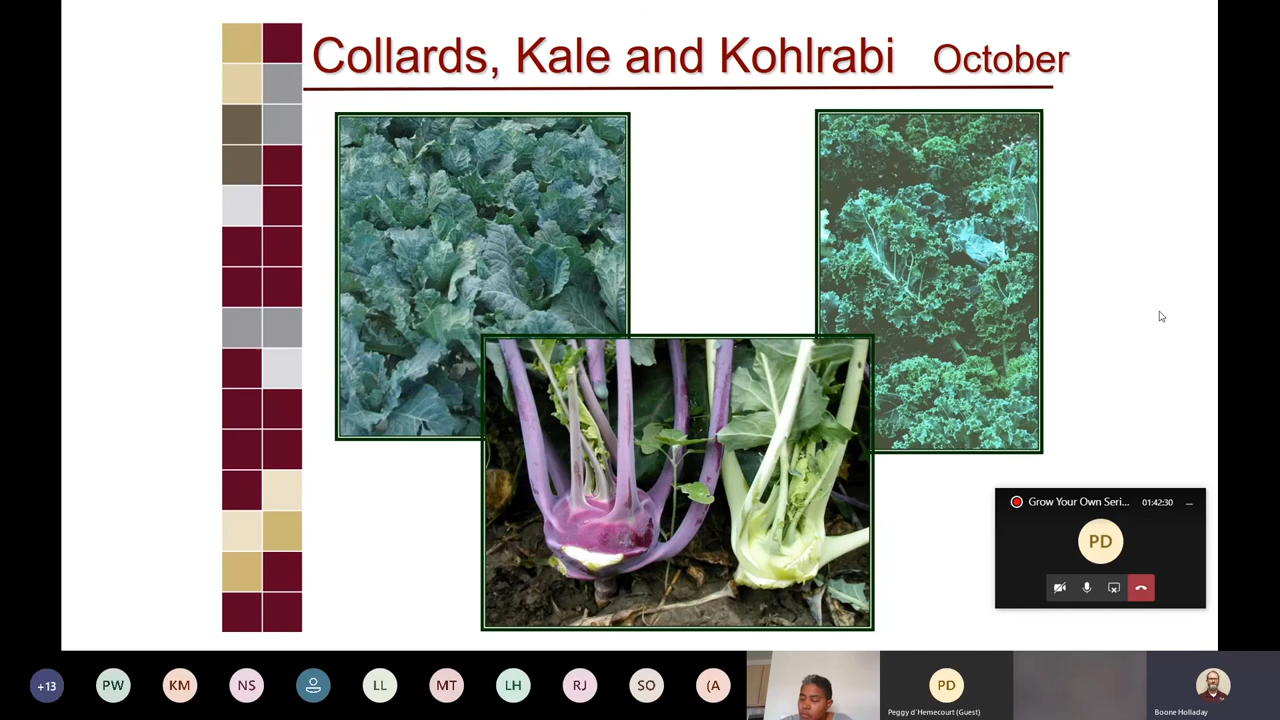 Collards, Kale and Kohlrabi October
Grow Your Own Seri... 01:42:30
PD
+13 PW KM NS LL MT LH RJ SO (A PD
Peggy d'Hemecourt (Guest) Boone Holladay